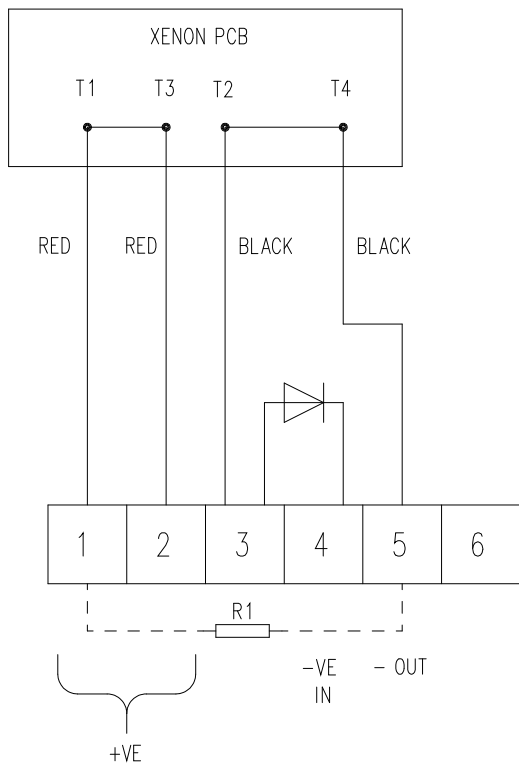 XENON PCB
T1 T3 T2 T4
RED RED BLACK BLACK
1 2 3 4 5 6
R1
-VE IN
- OUT
+VE